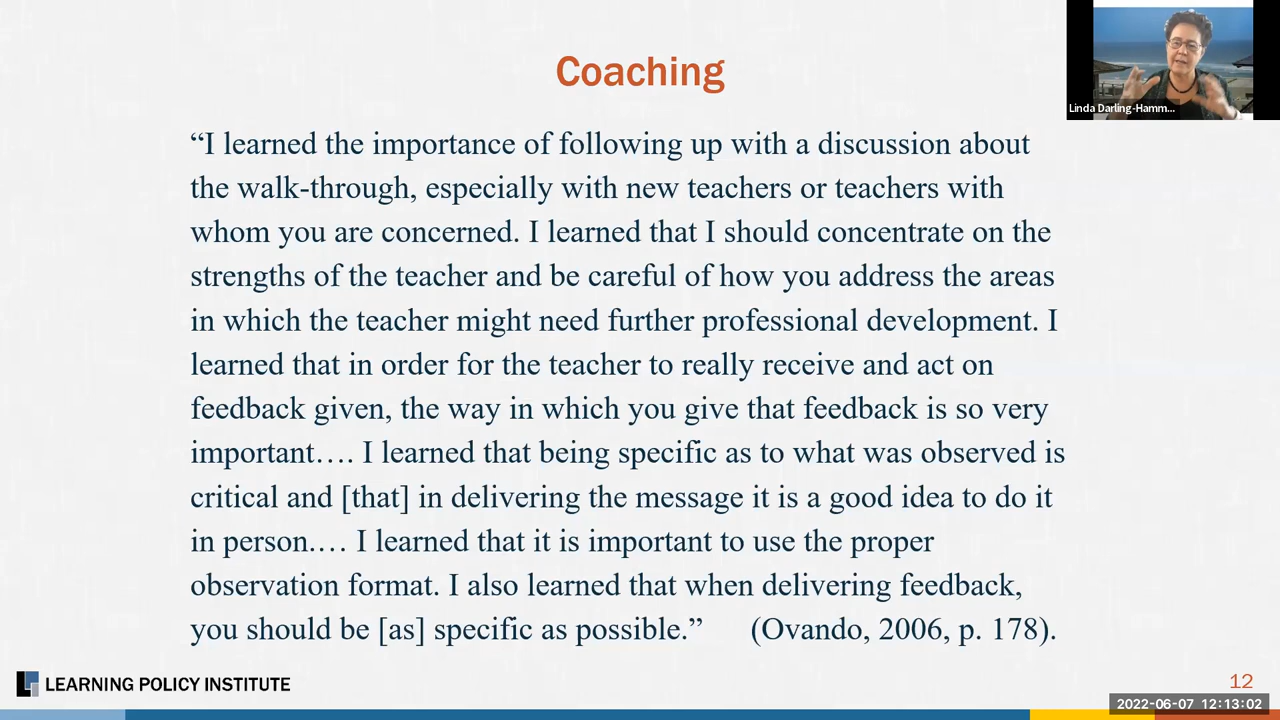 Coaching
Linda Darling-Hamm...
“I learned the importance of following up with a discussion about
the walk-through, especially with new teachers or teachers with
whom you are concerned. I learned that I should concentrate on the
strengths of the teacher and be careful of how you address the areas
in which the teacher might need further professional development. I
learned that in order for the teacher to really receive and act on
feedback given, the way in which you give that feedback is so very
important…. I learned that being specific as to what was observed is
critical and [that] in delivering the message it is a good idea to do it
in person.… I learned that it is important to use the proper
observation format. I also learned that when delivering feedback,
you should be [as] specific as possible.” (Ovando, 2006, p. 178).
LEARNING POLICY INSTITUTE
12
2022-06-07 12:13:02